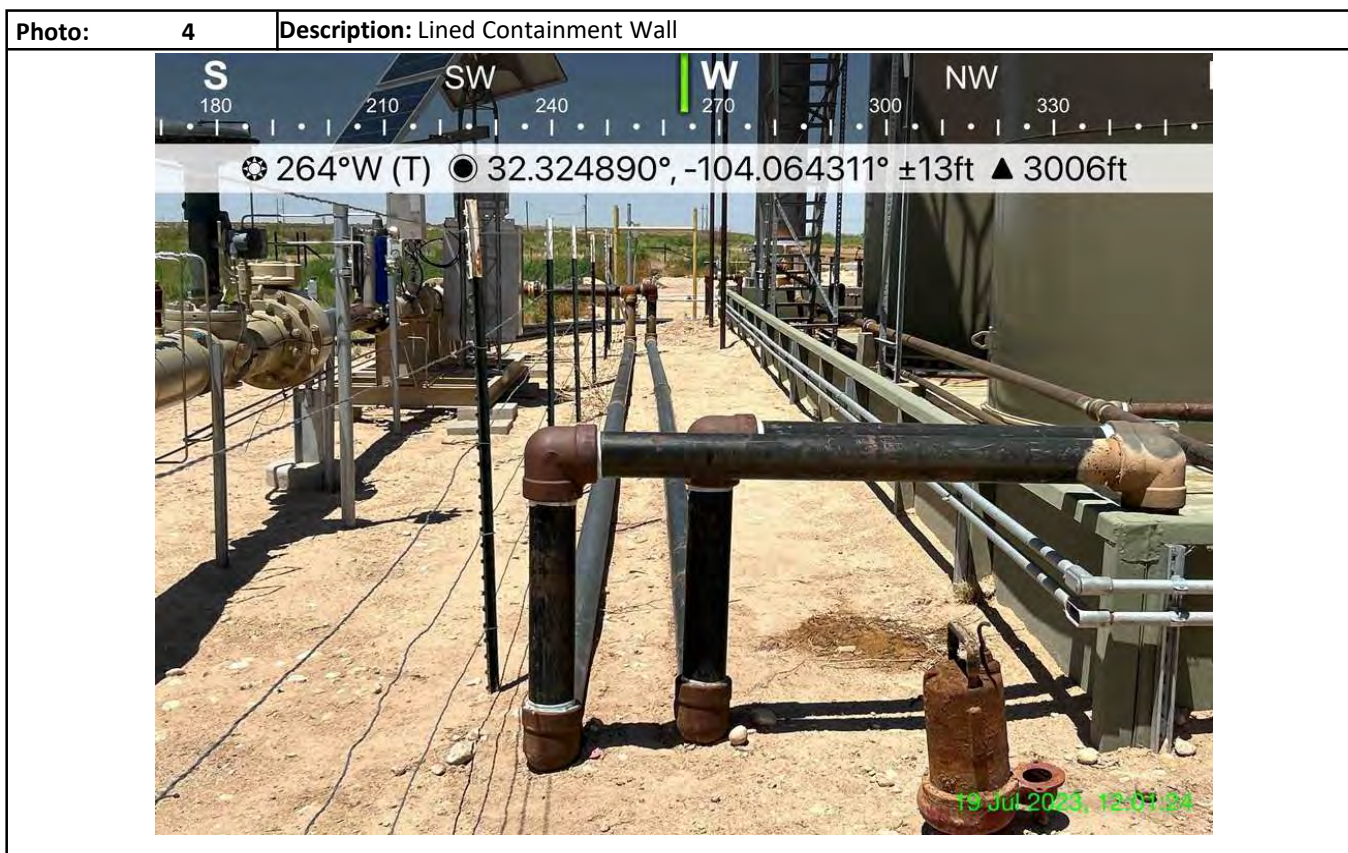 Photo: 4 Description: Lined Containment Wall
S SW W NW
180 210 240 270 300 330
264°W (T) 32.324890°, -104.064311° ±13ft ▲ 3006ft
19 Jul 2023, 12:01:24